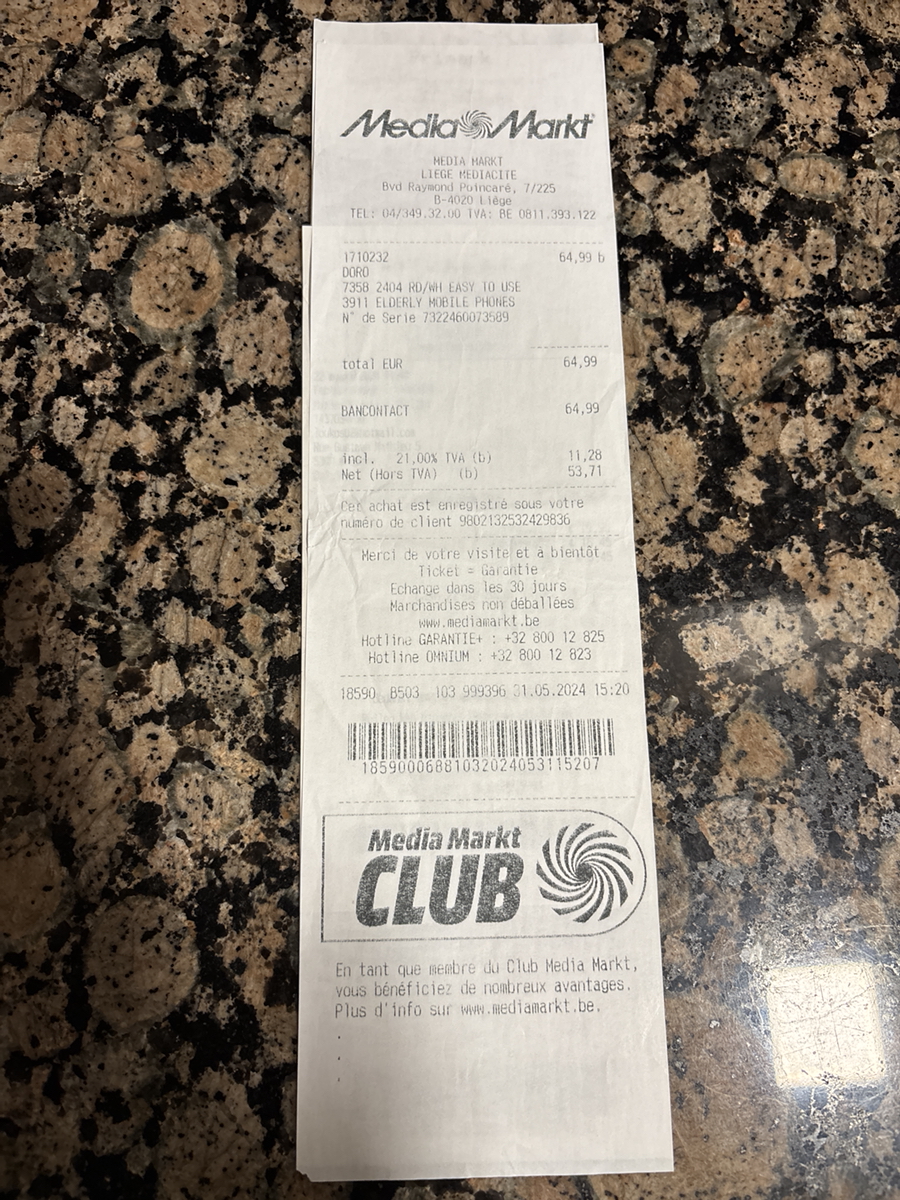 Media Markt
MEDIA MARKT
LIEGE MEDIACITE
Bvd Raymond Poincaré, 7/225
B-4020 Liège
TEL: 04/349.32.00 TVA: BE 0811.393.122
1710232 64,99 b
DORO
7358 2404 RD/WH EASY TO USE
3911 ELDERLY MOBILE PHONES
N° de Serie 7322460073589
total EUR 64,99
BANCONTACT 64,99
incl. 21,00% TVA (b) 11,28
Net (Hors TVA) (b) 53,71
Cet achat est enregistré sous votre
numéro de client 9802132532429836
Merci de votre visite et à bientôt
Ticket = Garantie
Echange dans les 30 jours
Marchandises non déballées
www.mediamarkt.be
Hotline GARANTIE+ : +32 800 12 825
Hotline OMNIUM : +32 800 12 823
18590 B503 103 999396 31.05.2024 15:20
1859000688103202405311520​7
Media Markt
CLUB
En tant que membre du Club Media Markt,
vous bénéficiez de nombreux avantages.
Plus d'info sur www.mediamarkt.be.